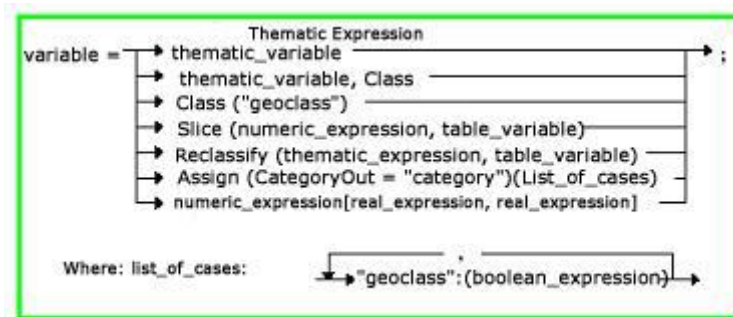 Thematic Expression
variable = thematic_variable ;
thematic_variable, Class
Class ("geoclass")
Slice (numeric_expression, table_variable)
Reclassify (thematic_expression, table_variable)
Assign (CategoryOut = "category")(List_of_cases)
numeric_expression[real_expression, real_expression]
,
Where: list_of_cases: "geoclass":(boolean_expression)